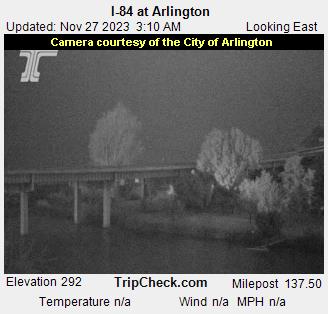 I-84 at Arlington
Updated: Nov 27 2023 3:10 AM Looking East
Camera courtesy of the City of Arlington
Elevation 292 TripCheck.com Milepost 137.50
Temperature n/a Wind n/a MPH n/a